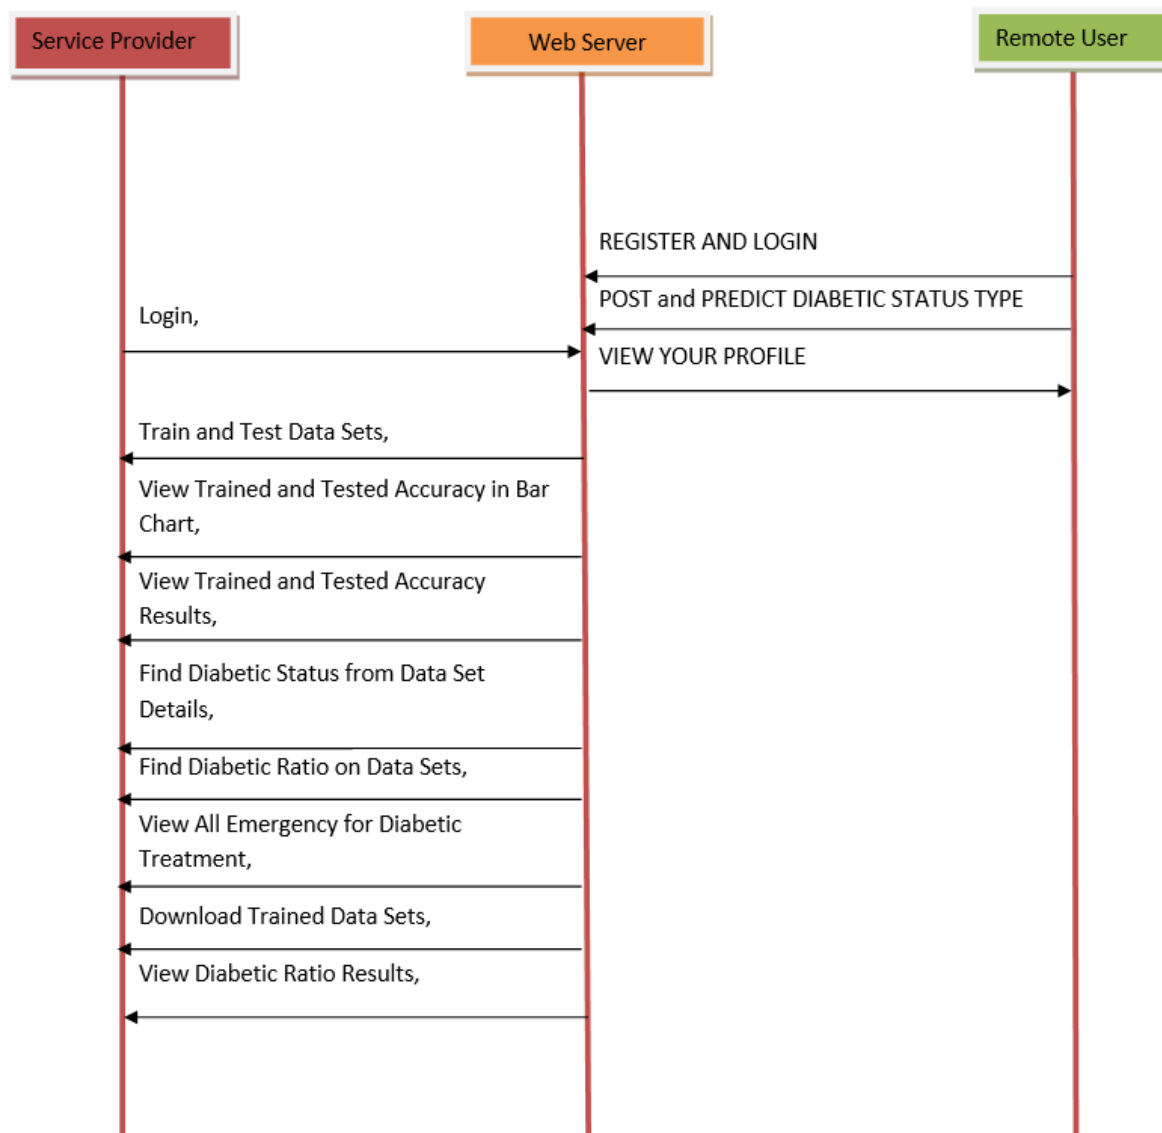 Service Provider
Web Server
Remote User
REGISTER AND LOGIN
POST and PREDICT DIABETIC STATUS TYPE
Login,
VIEW YOUR PROFILE
Train and Test Data Sets,
View Trained and Tested Accuracy in Bar
Chart,
View Trained and Tested Accuracy
Results,
Find Diabetic Status from Data Set
Details,
Find Diabetic Ratio on Data Sets,
View All Emergency for Diabetic
Treatment,
Download Trained Data Sets,
View Diabetic Ratio Results,